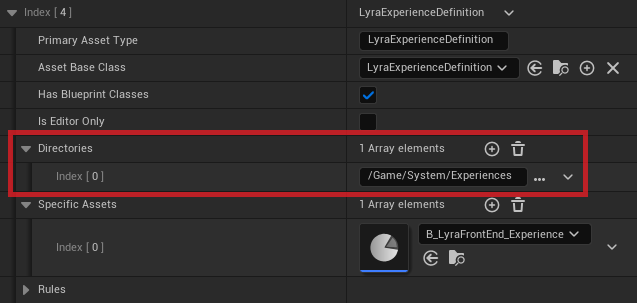 Index [ 4 ] LyraExperienceDefinition
Primary Asset Type LyraExperienceDefinition
Asset Base Class LyraExperienceDefinition
Has Blueprint Classes
Is Editor Only
Directories 1 Array elements
Index [ 0 ] /Game/System/Experiences ...
Specific Assets 1 Array elements
Index [ 0 ] B_LyraFrontEnd_Experience
Rules